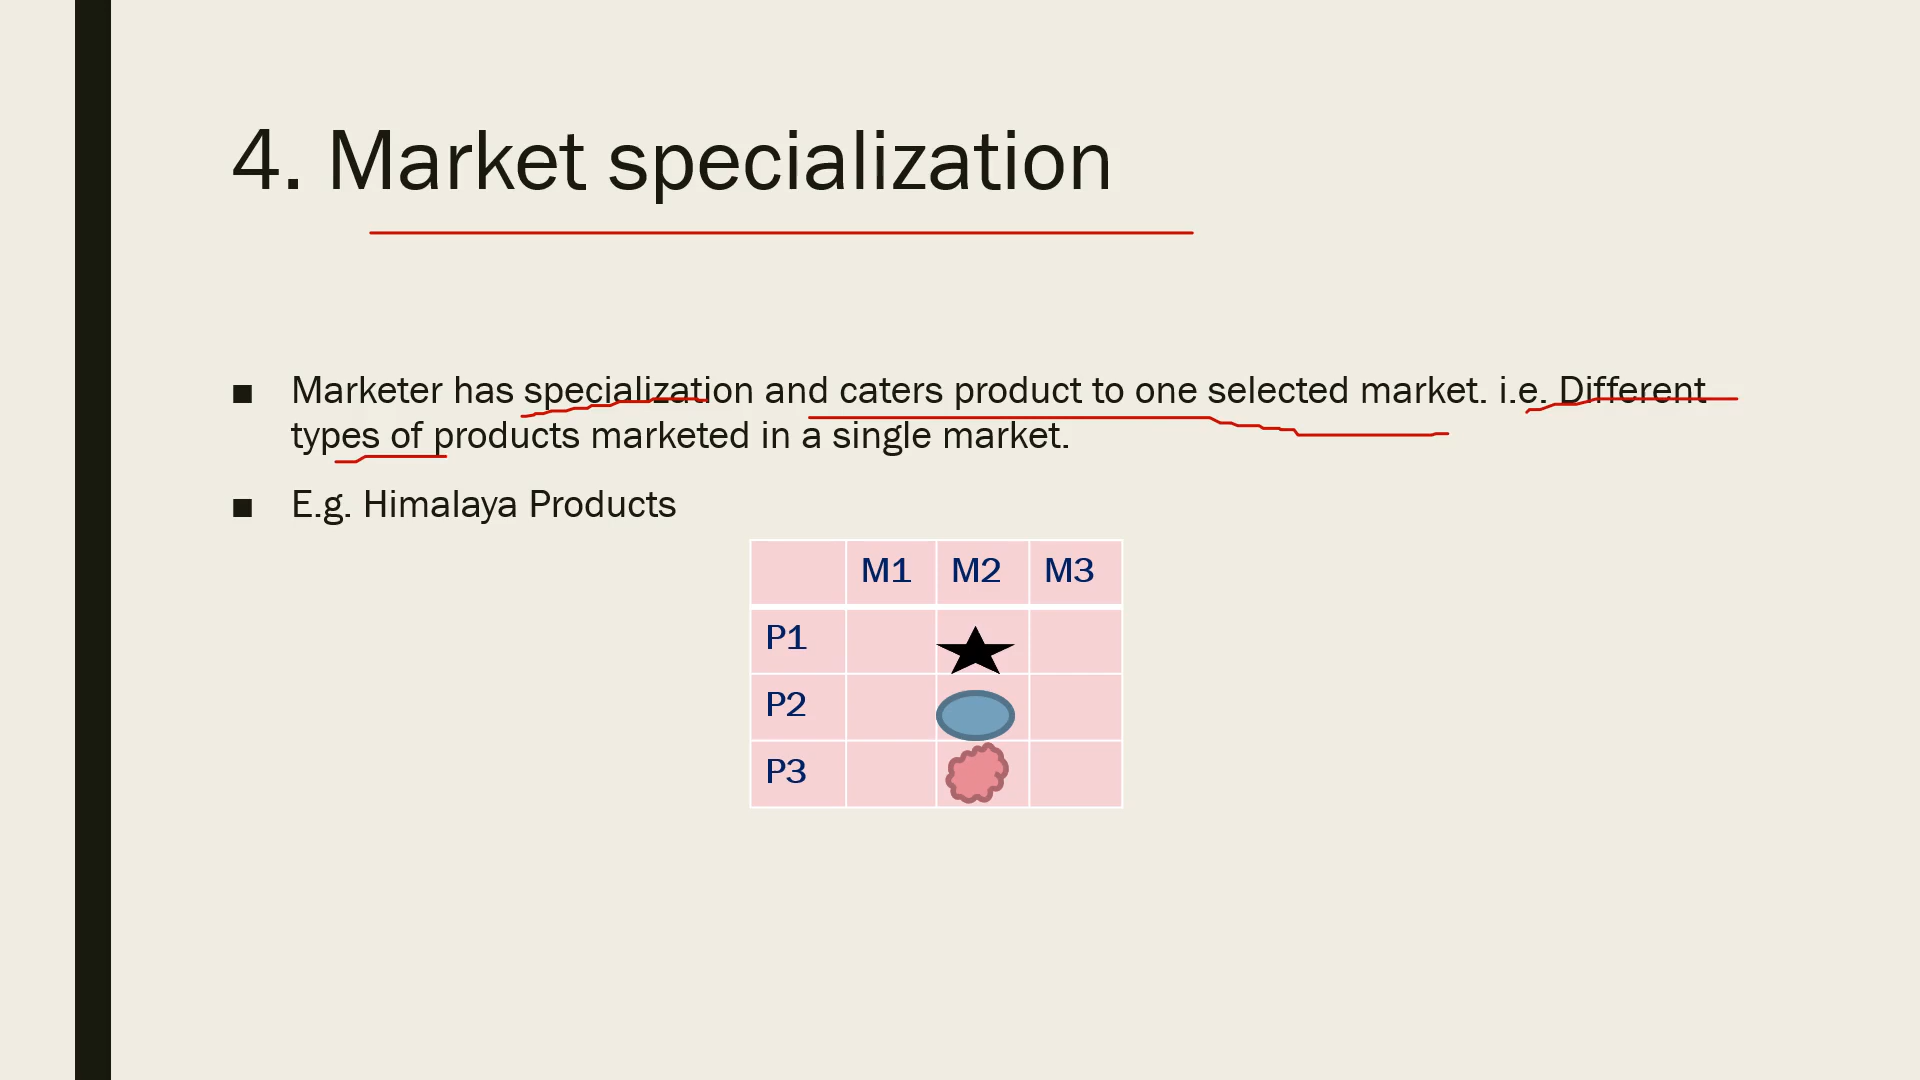 4. Market specialization
■ Marketer has specialization and caters product to one selected market. i.e. Different
types of products marketed in a single market.
■ E.g. Himalaya Products
M1 M2 M3
P1
P2
P3